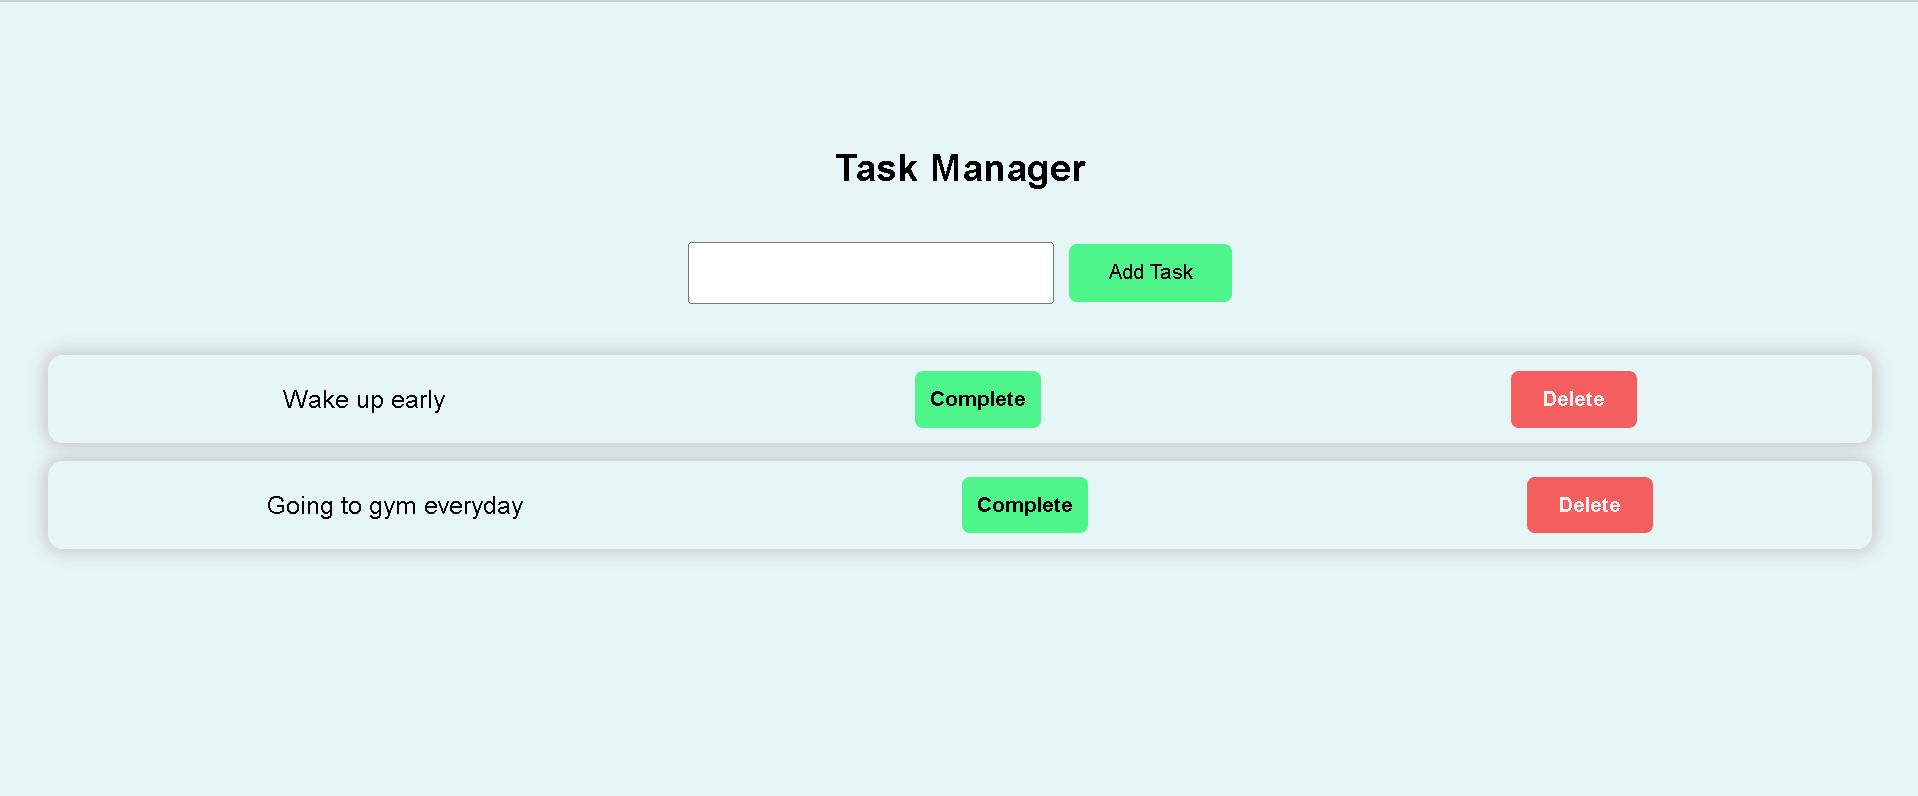 Task Manager
Add Task
Wake up early Complete Delete
Going to gym everyday Complete Delete